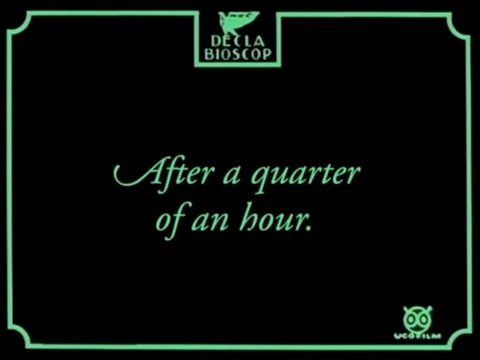 DECLA
BIOSCOP
After a quarter
of an hour.
UCOFILM